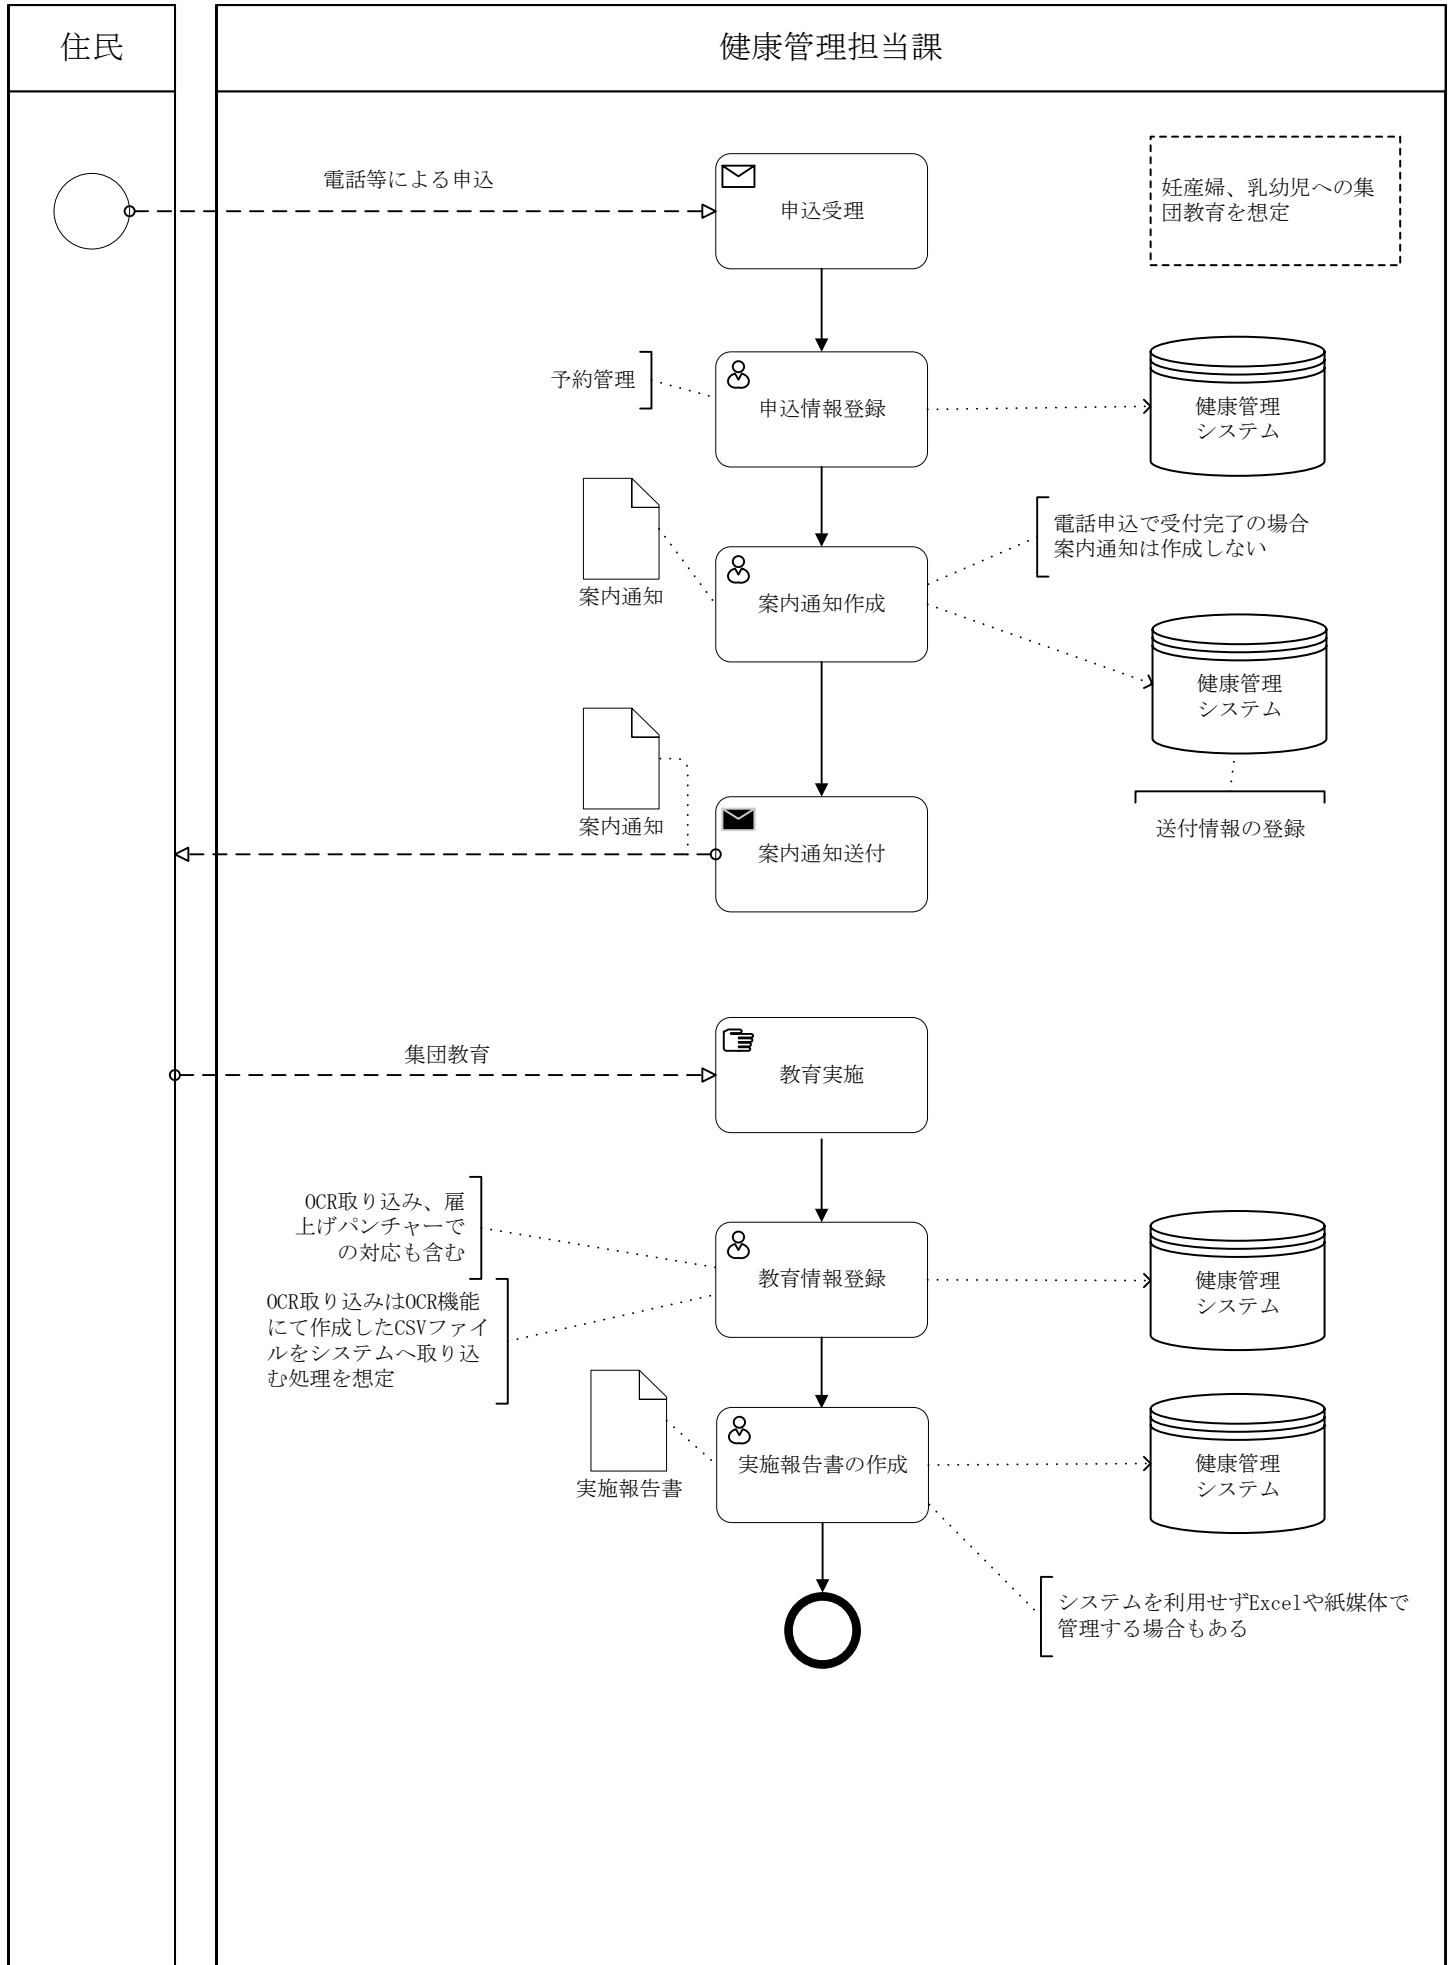 住民
健康管理担当課
電話等による申込
申込受理
妊産婦、乳幼児への集
団教育を想定
予約管理
申込情報登録
健康管理
システム
案内通知
案内通知作成
電話申込で受付完了の場合
案内通知は作成しない
健康管理
システム
送付情報の登録
案内通知
案内通知送付
集団教育
教育実施
OCR取り込み、雇
上げパンチャーで
の対応も含む
OCR取り込みはOCR機能
にて作成したCSVファイ
ルをシステムへ取り込
む処理を想定
教育情報登録
健康管理
システム
実施報告書
実施報告書の作成
健康管理
システム
システムを利用せずExcelや紙媒体で
管理する場合もある